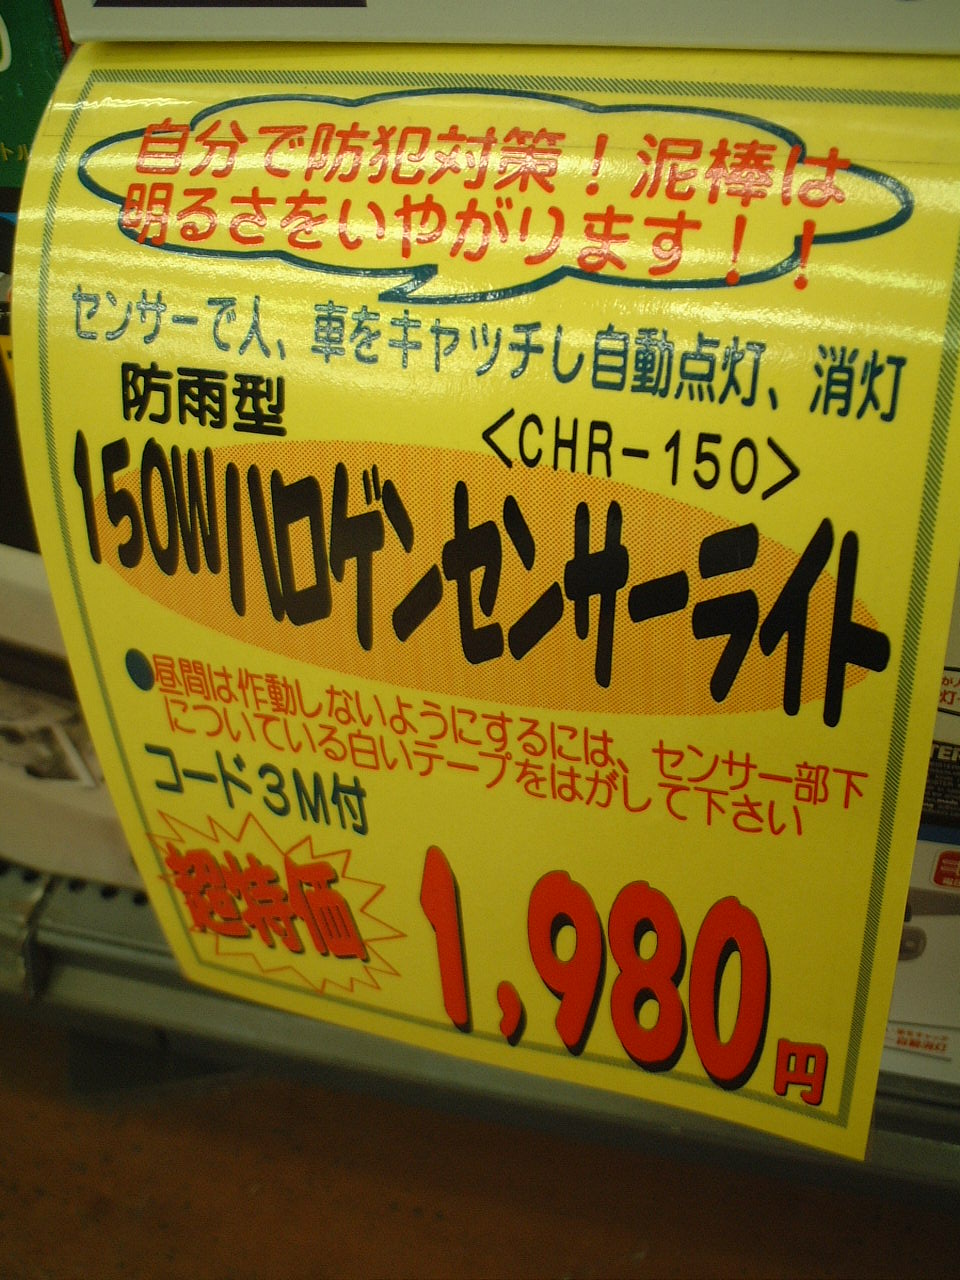 自分で防犯対策！泥棒は
明るさをいやがります！！
センサーで人、車をキャッチし自動点灯、消灯
防雨型
<CHR-150>
150Wハロゲンセンサーライト
●昼間は作動しないようにするには、センサー部下
についている白いテープをはがして下さい
コード3M付
超特価
1,980円